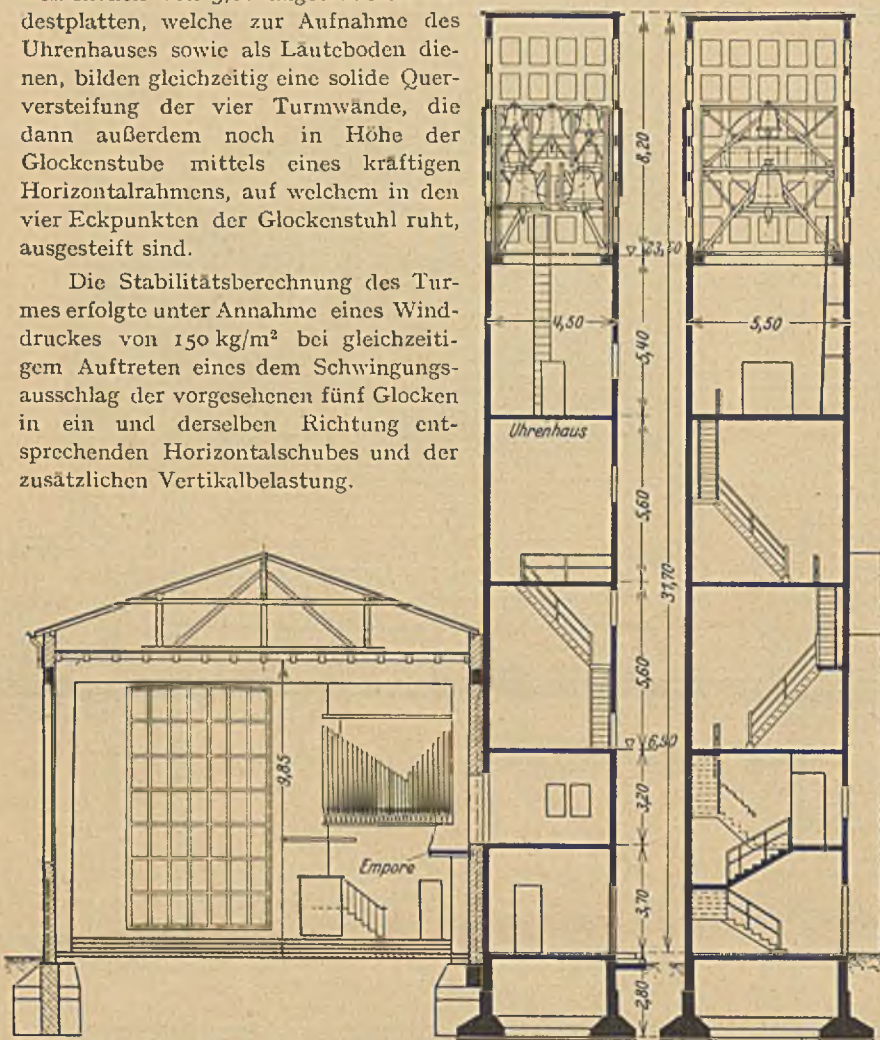 destplatten, welche zur Aufnahme des
Uhrenhauses sowie als Läuteboden die-
nen, bilden gleichzeitig eine solide Quer-
versteifung der vier Turmwände, die
dann außerdem noch in Höhe der
Glockenstube mittels eines kräftigen
Horizontalrahmens, auf welchem in den
vier Eckpunkten der Glockenstuhl ruht,
ausgesteift sind.
Die Stabilitätsberechnung des Tur-
mes erfolgte unter Annahme eines Wind-
druckes von 150 kg/m² bei gleichzeiti-
gem Auftreten eines dem Schwingungs-
ausschlag der vorgesehenen fünf Glocken
in ein und derselben Richtung ent-
sprechenden Horizontalschubes und der
zusätzlichen Vertikalbelastung.
8,20
4,50
5,40
5,50
Uhrenhaus
5,60
31,70
5,60
6,90
9,85
3,20
Empore
3,70
2,80